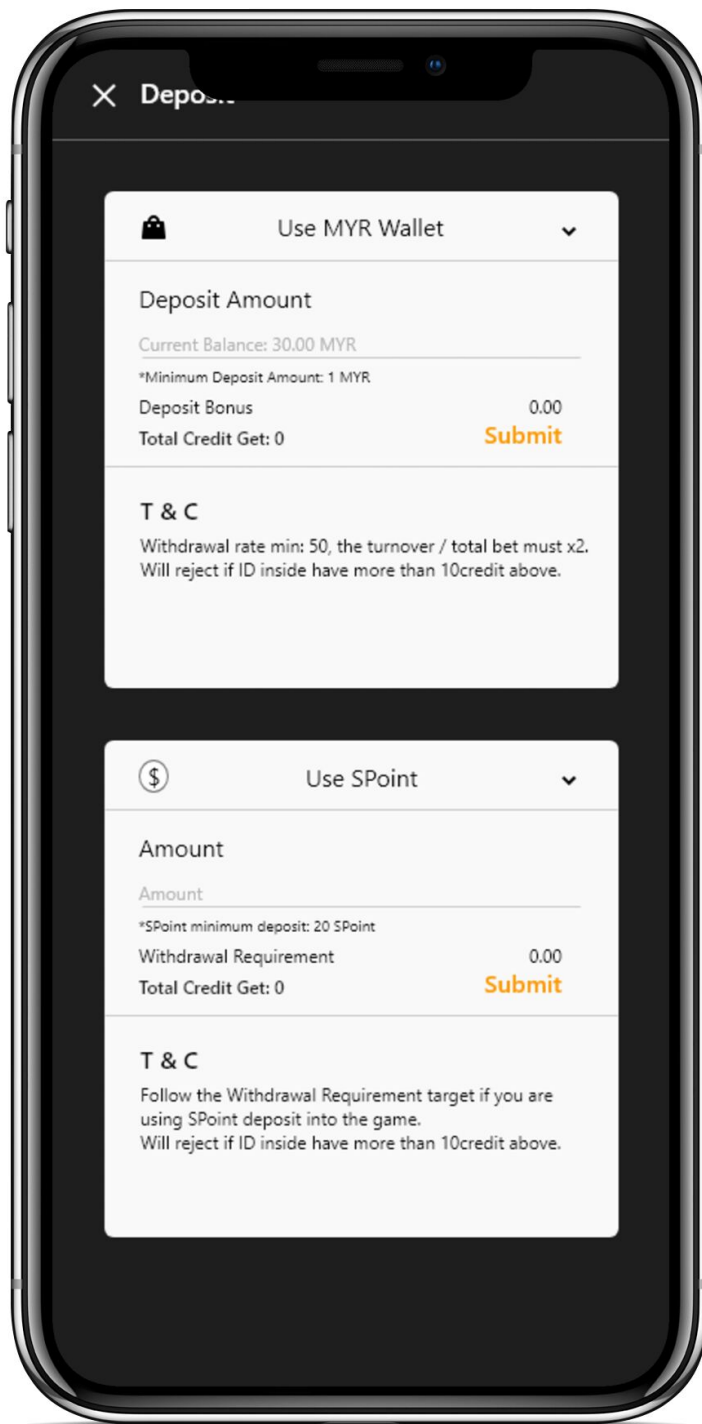 Deposit
Use MYR Wallet
Deposit Amount
Current Balance: 30.00 MYR
*Minimum Deposit Amount: 1 MYR
Deposit Bonus 0.00
Total Credit Get: 0 Submit
T & C
Withdrawal rate min: 50, the turnover / total bet must x2.
Will reject if ID inside have more than 10credit above.
$ Use SPoint
Amount
Amount
*SPoint minimum deposit: 20 SPoint
Withdrawal Requirement 0.00
Total Credit Get: 0 Submit
T & C
Follow the Withdrawal Requirement target if you are
using SPoint deposit into the game.
Will reject if ID inside have more than 10credit above.